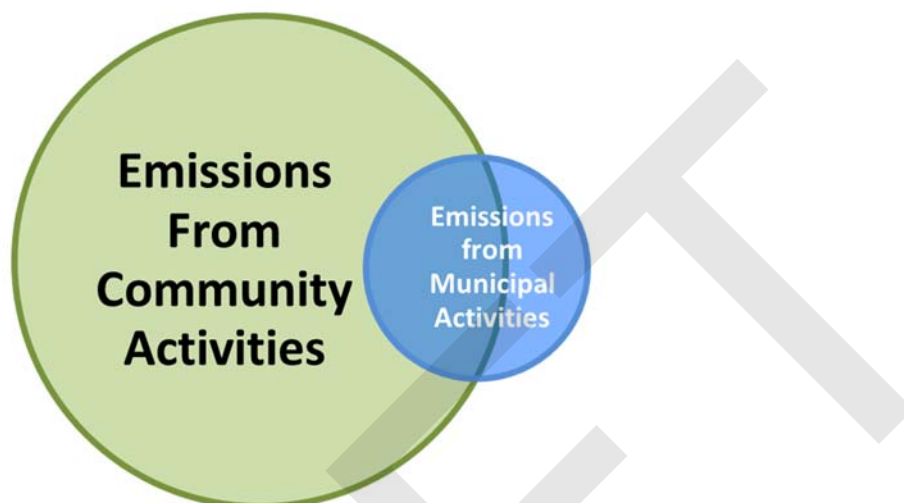 Emissions
From
Community
Activities
Emissions
from
Municipal
Activities